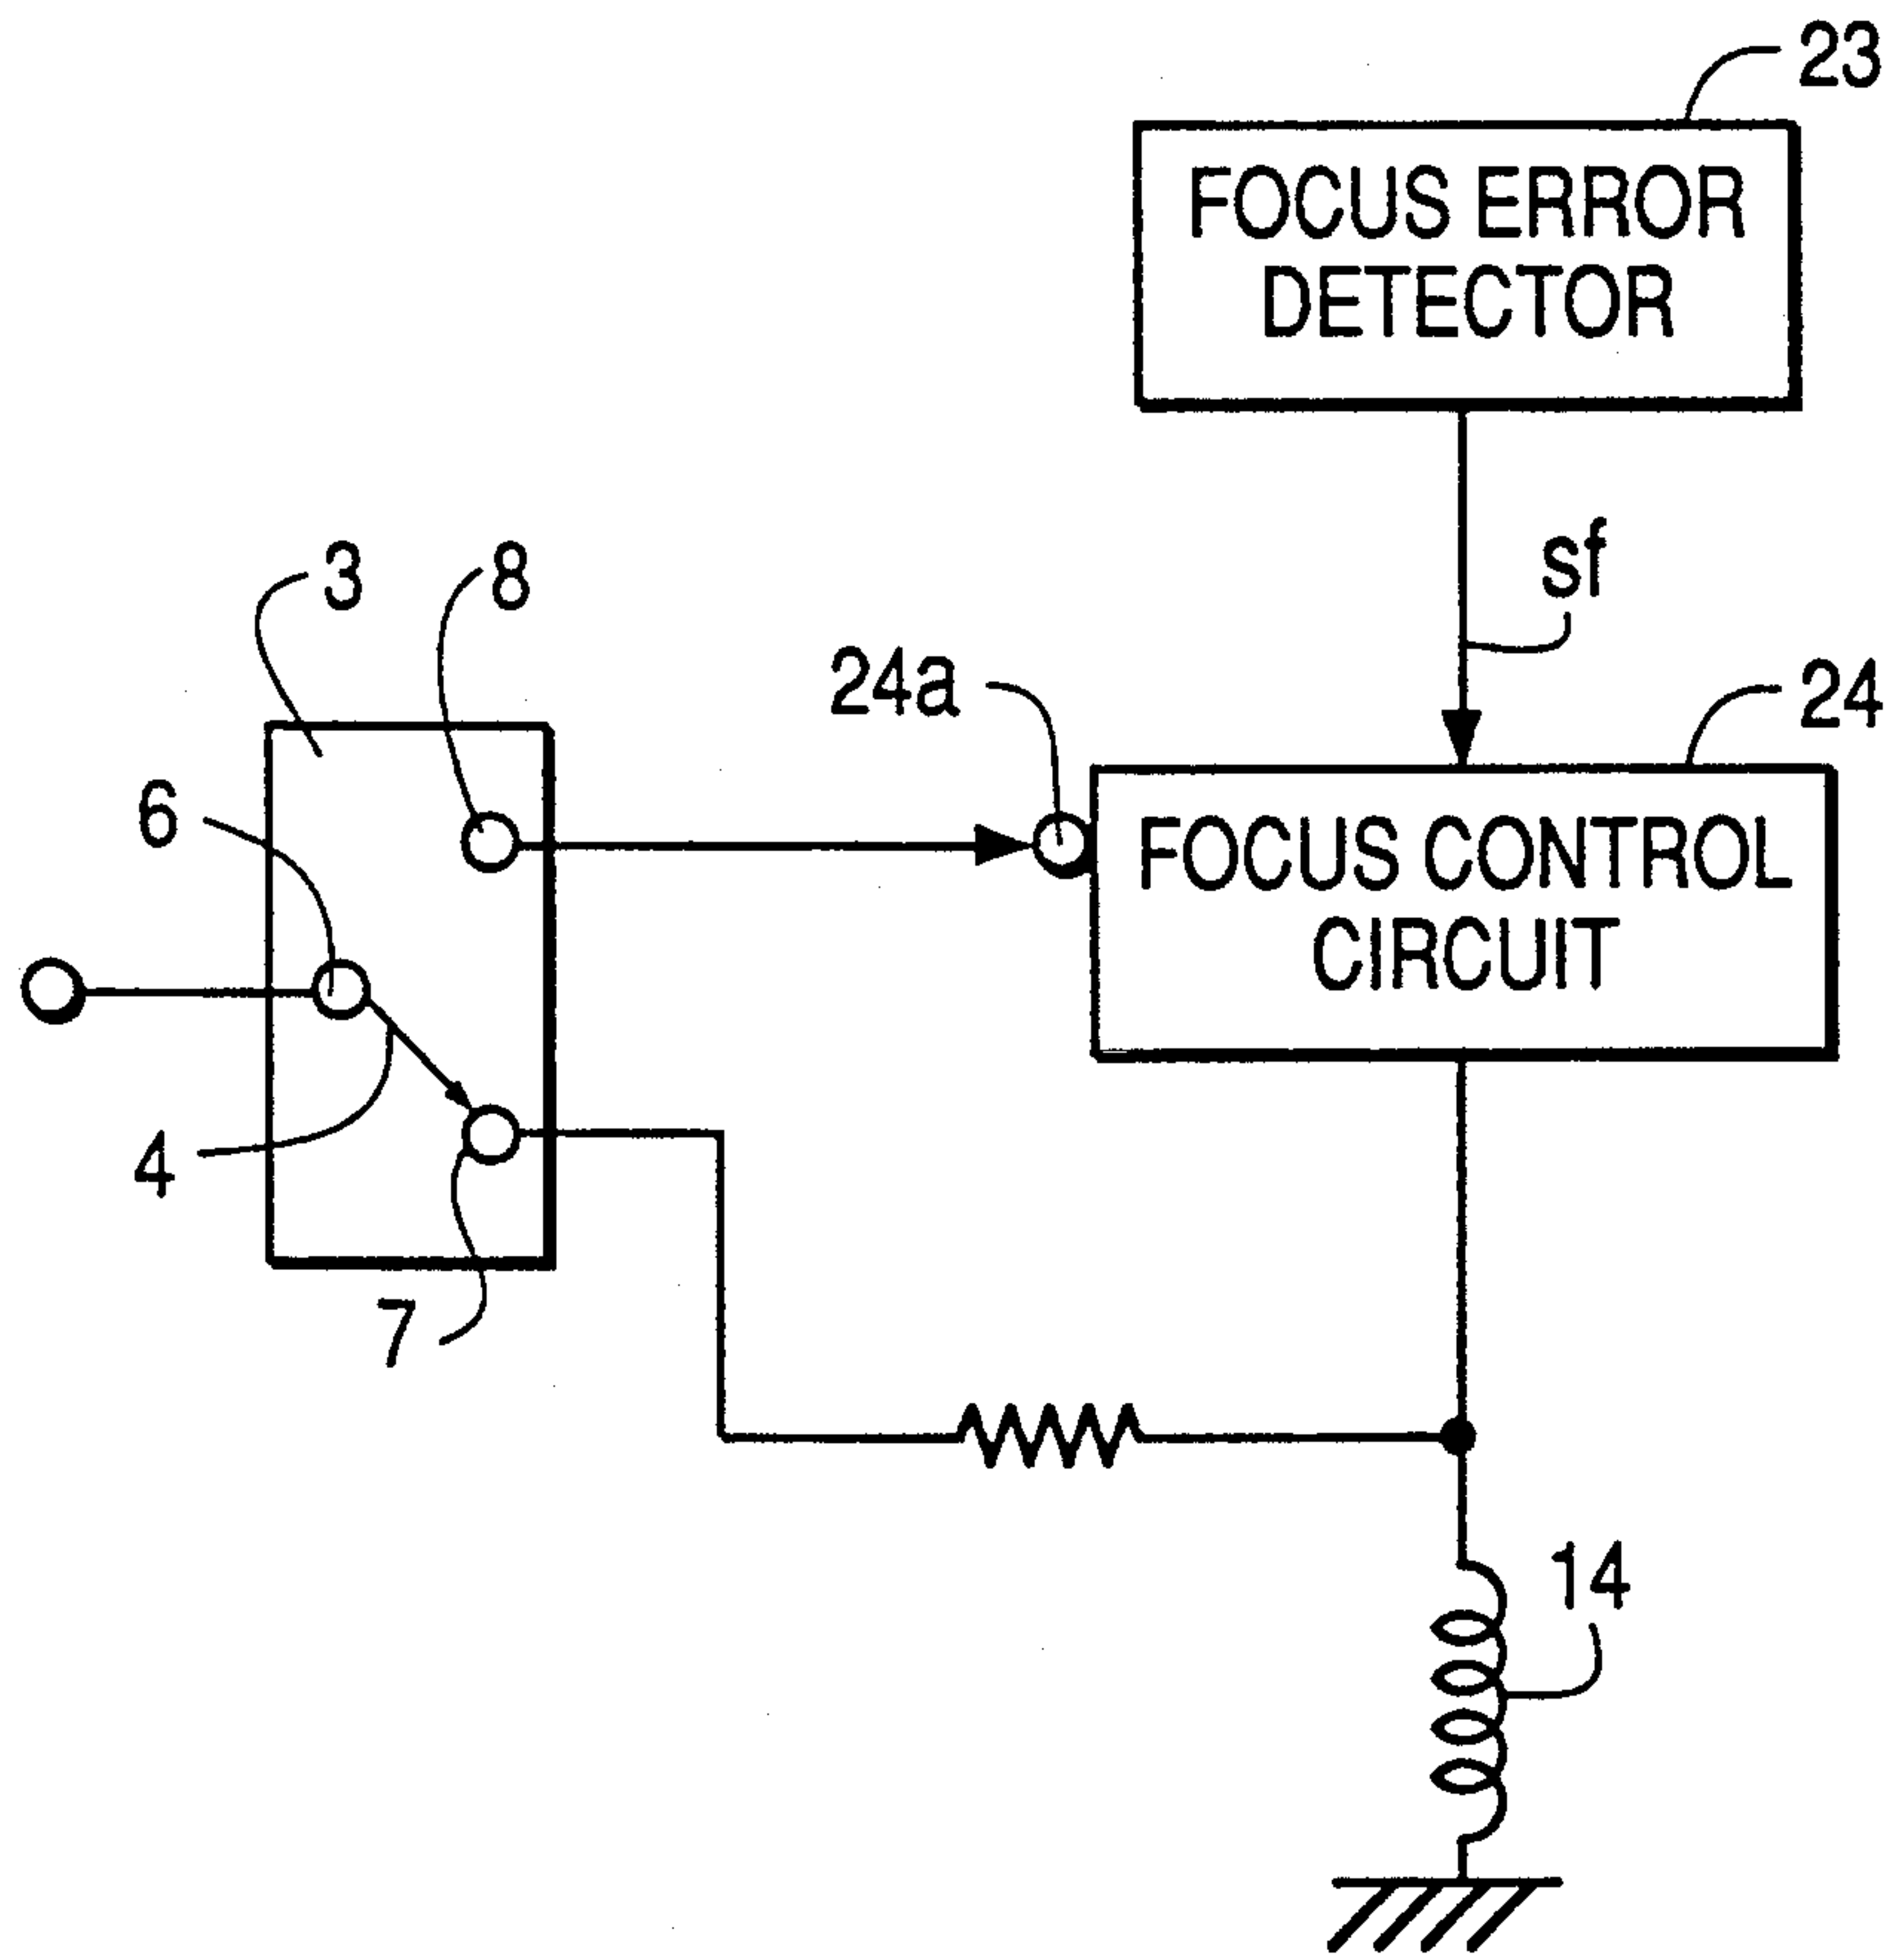 23
FOCUS ERROR
DETECTOR
sf
3
8
24a
24
6
FOCUS CONTROL
CIRCUIT
4
7
14